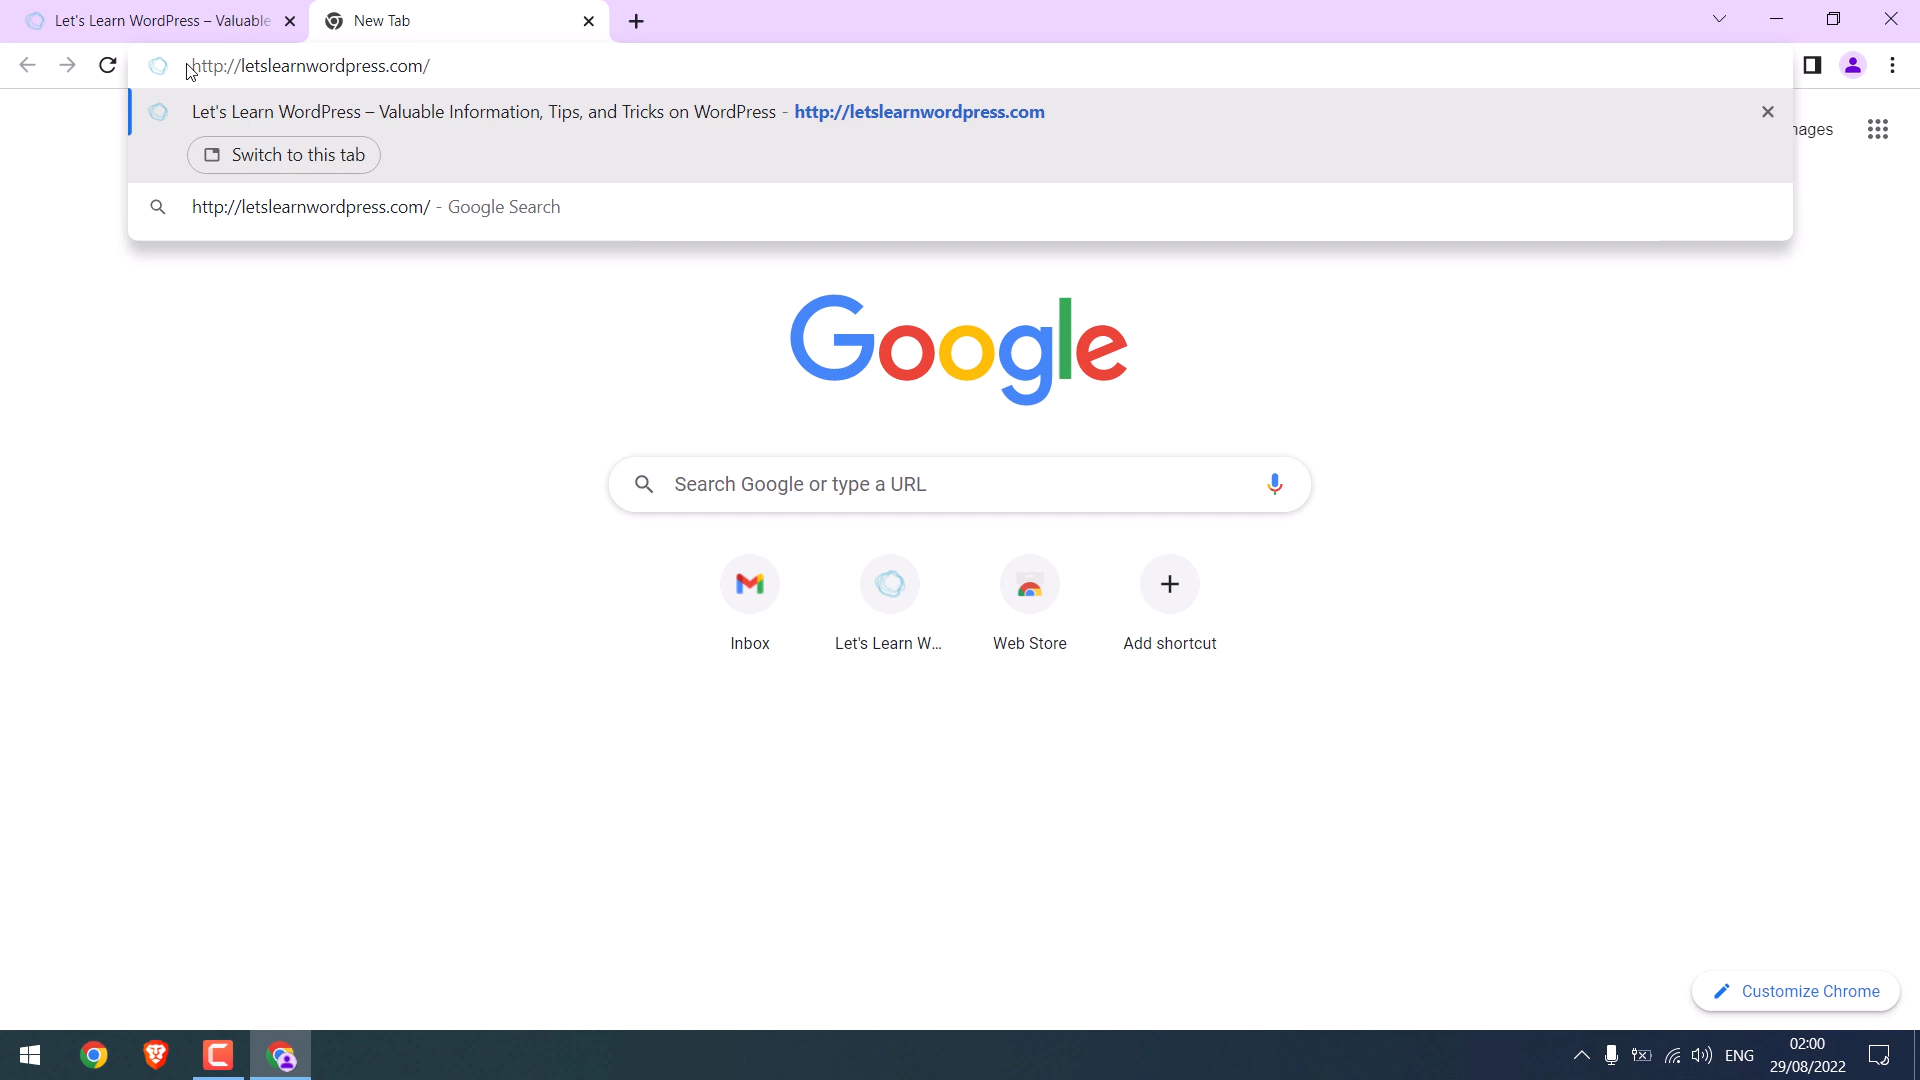 Let's Learn WordPress – Valuable
New Tab
http://letslearnwordpress.com/
Let's Learn WordPress – Valuable Information, Tips, and Tricks on WordPress - http://letslearnwordpress.com
Switch to this tab
http://letslearnwordpress.com/ - Google Search
Google
Search Google or type a URL
Inbox
Let's Learn W...
Web Store
Add shortcut
Customize Chrome
ENG
02:00
29/08/2022